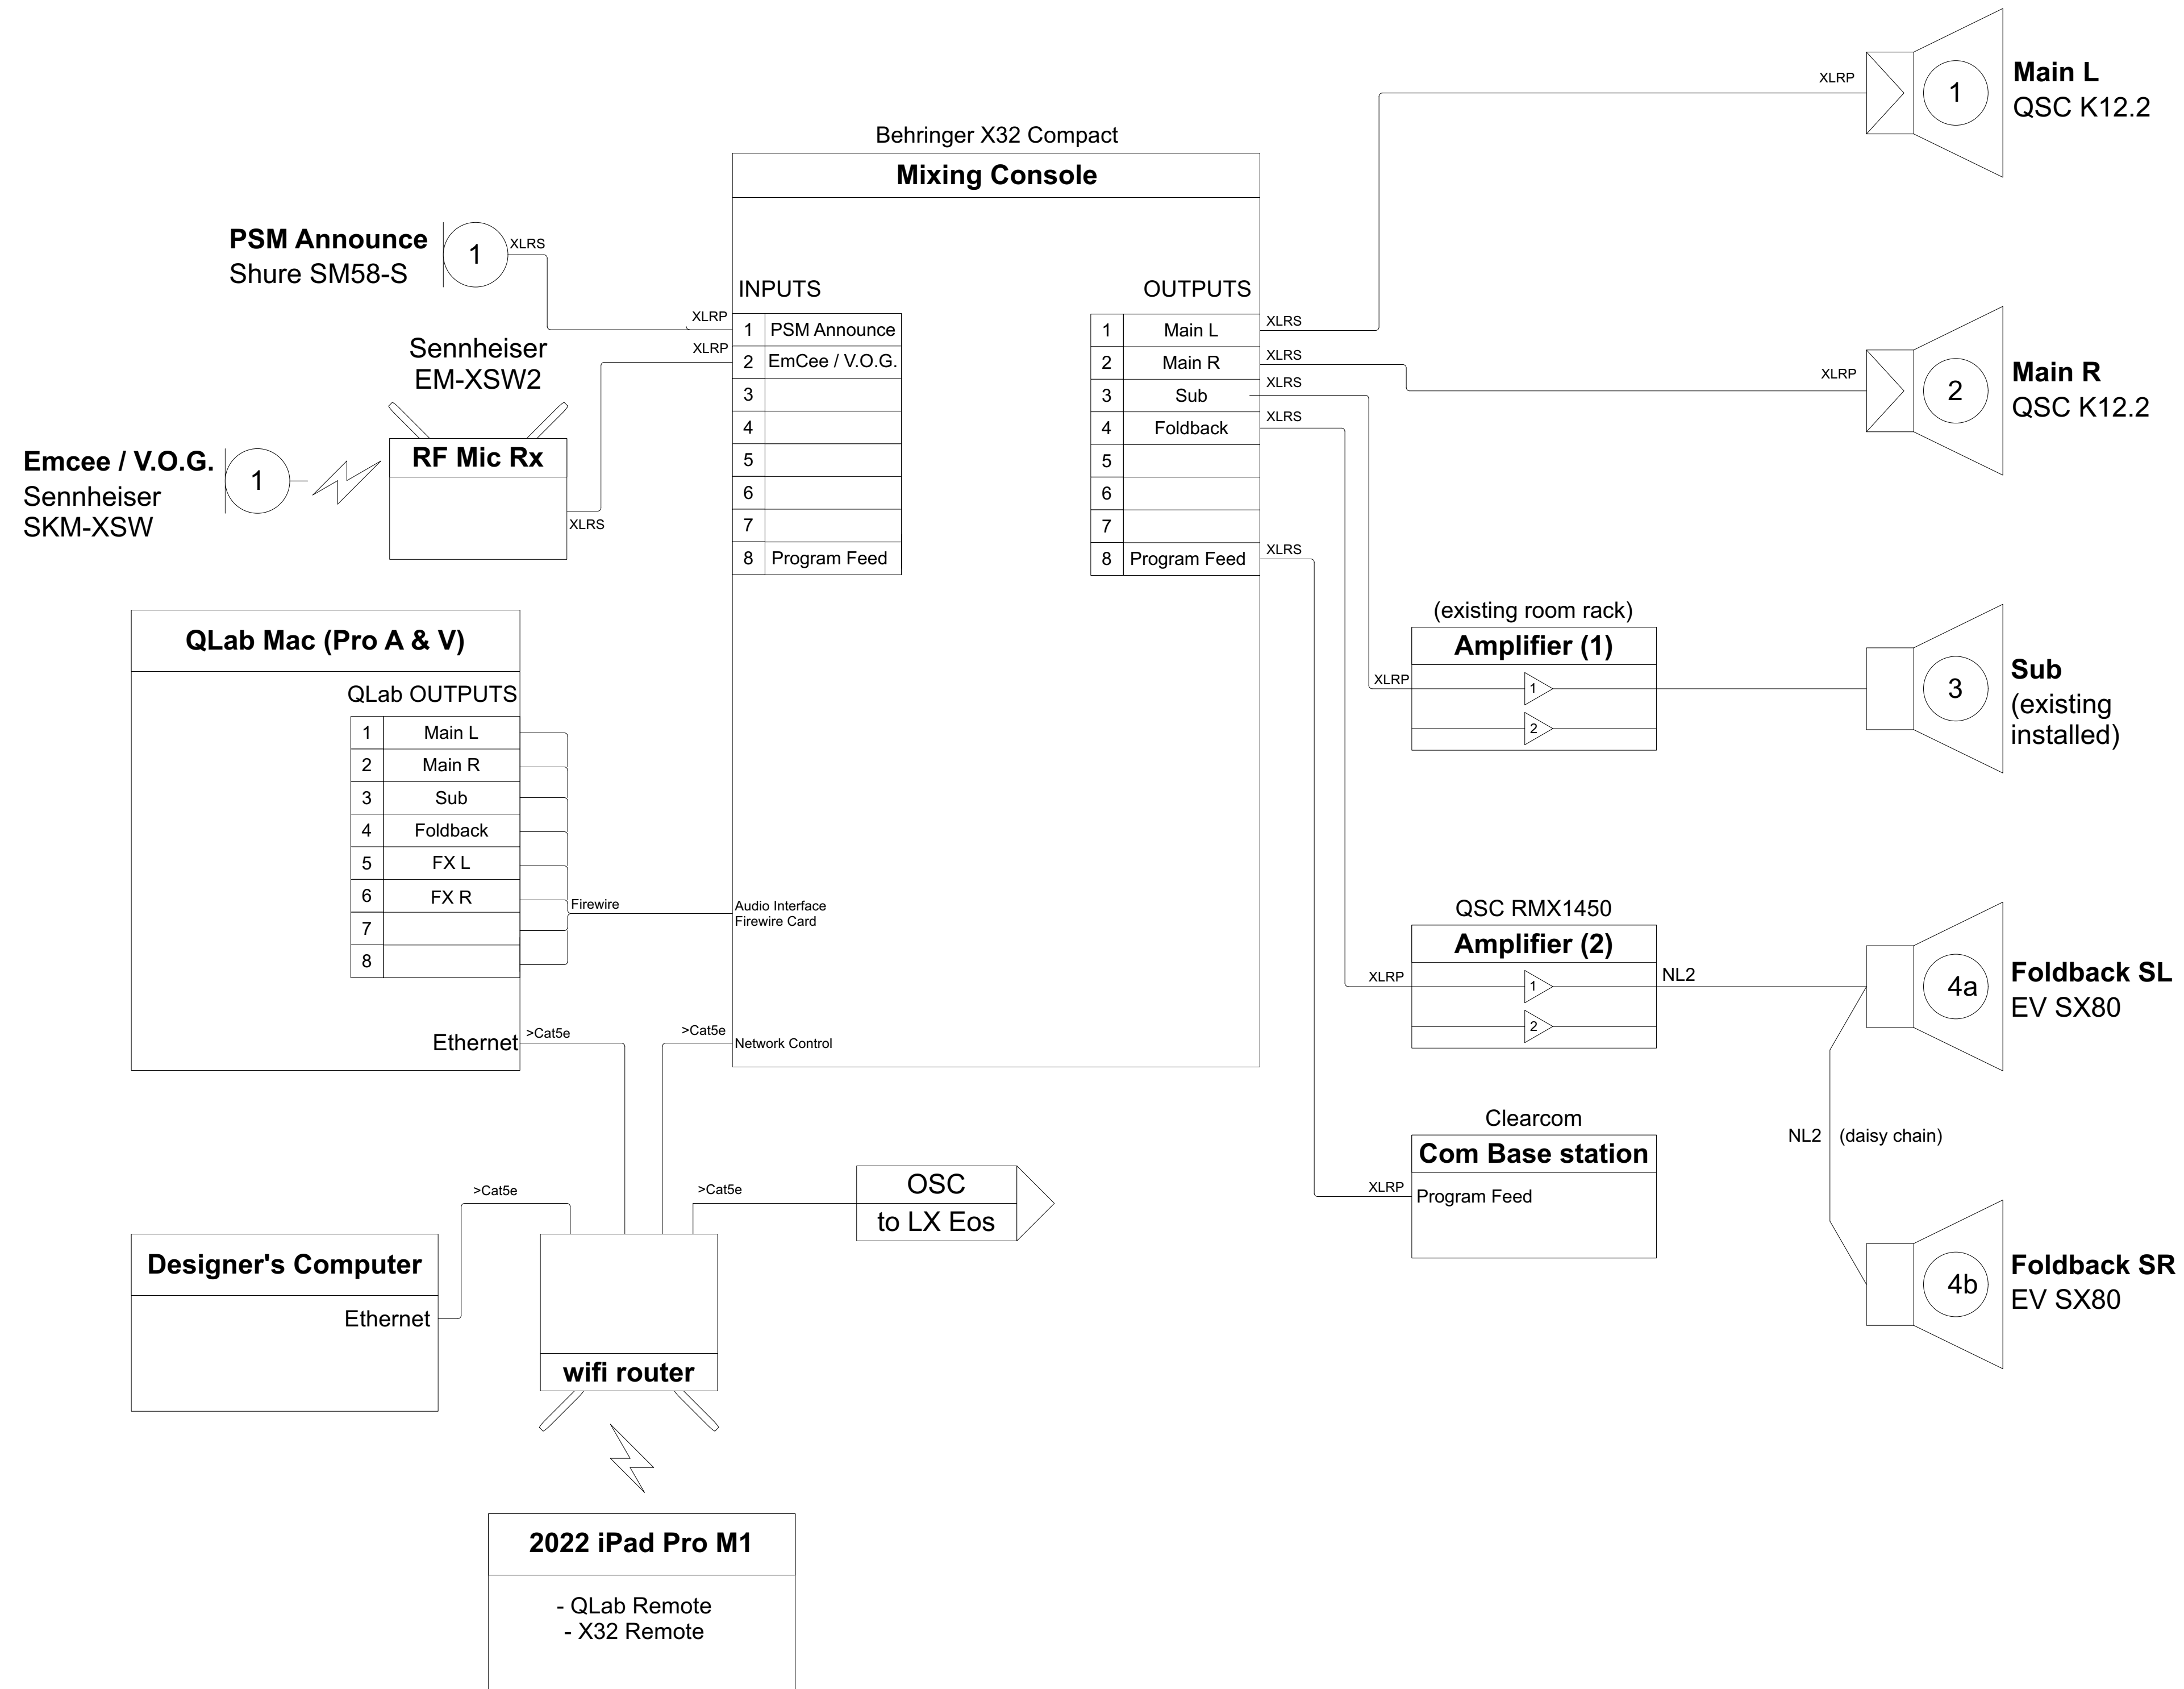 XLRP
1
Main L
QSC K12.2
Behringer X32 Compact
Mixing Console
PSM Announce
Shure SM58-S
1
XLRS
INPUTS
OUTPUTS
XLRP
1 PSM Announce
XLRP
2 EmCee / V.O.G.
3
4
5
6
7
8 Program Feed
1 Main L
XLRS
2 Main R
XLRS
3 Sub
XLRS
4 Foldback
XLRS
5
6
7
8 Program Feed
XLRS
XLRP
2
Main R
QSC K12.2
Sennheiser
EM-XSW2
RF Mic Rx
XLRS
Emcee / V.O.G.
Sennheiser
SKM-XSW
1
QLab Mac (Pro A & V)
QLab OUTPUTS
1 Main L
2 Main R
3 Sub
4 Foldback
5 FX L
6 FX R
7
8
Firewire
Audio Interface
Firewire Card
Ethernet
>Cat5e
>Cat5e
Network Control
(existing room rack)
Amplifier (1)
XLRP
1
2
3
Sub
(existing
installed)
QSC RMX1450
Amplifier (2)
XLRP
1
2
NL2
4a
Foldback SL
EV SX80
NL2 (daisy chain)
Clearcom
Com Base station
XLRP
Program Feed
4b
Foldback SR
EV SX80
>Cat5e
>Cat5e
OSC
to LX Eos
Designer's Computer
Ethernet
wifi router
2022 iPad Pro M1
- QLab Remote
- X32 Remote